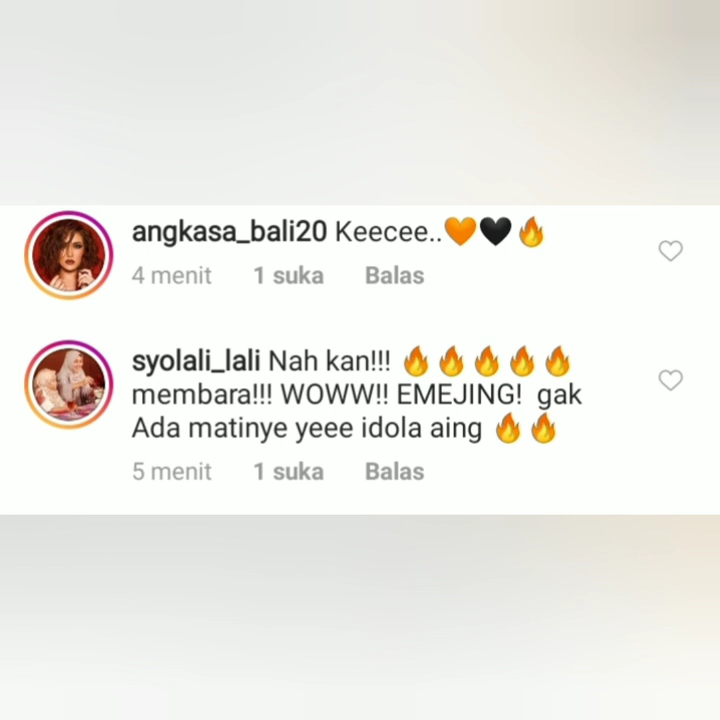 angkasa_bali20 Keecee..🧡🖤🔥
4 menit 1 suka Balas
syolali_lali Nah kan!!! 🔥🔥🔥🔥🔥
membara!!! WOWW!! EMEJING! gak
Ada matinye yeee idola aing 🔥🔥
5 menit 1 suka Balas